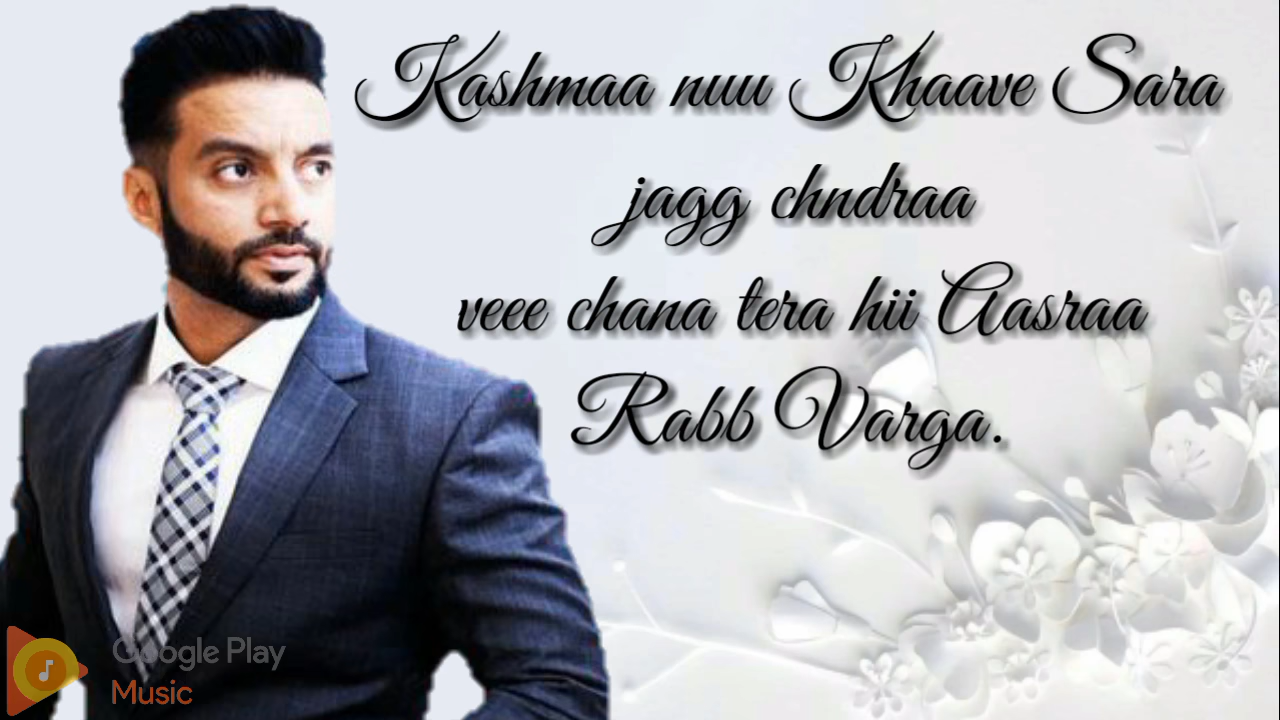 Kashmaa nuu Khaave Sara
jagg chndraa
veee chana tera hii Aasraa
Rabb Varga.
Google Play
Music